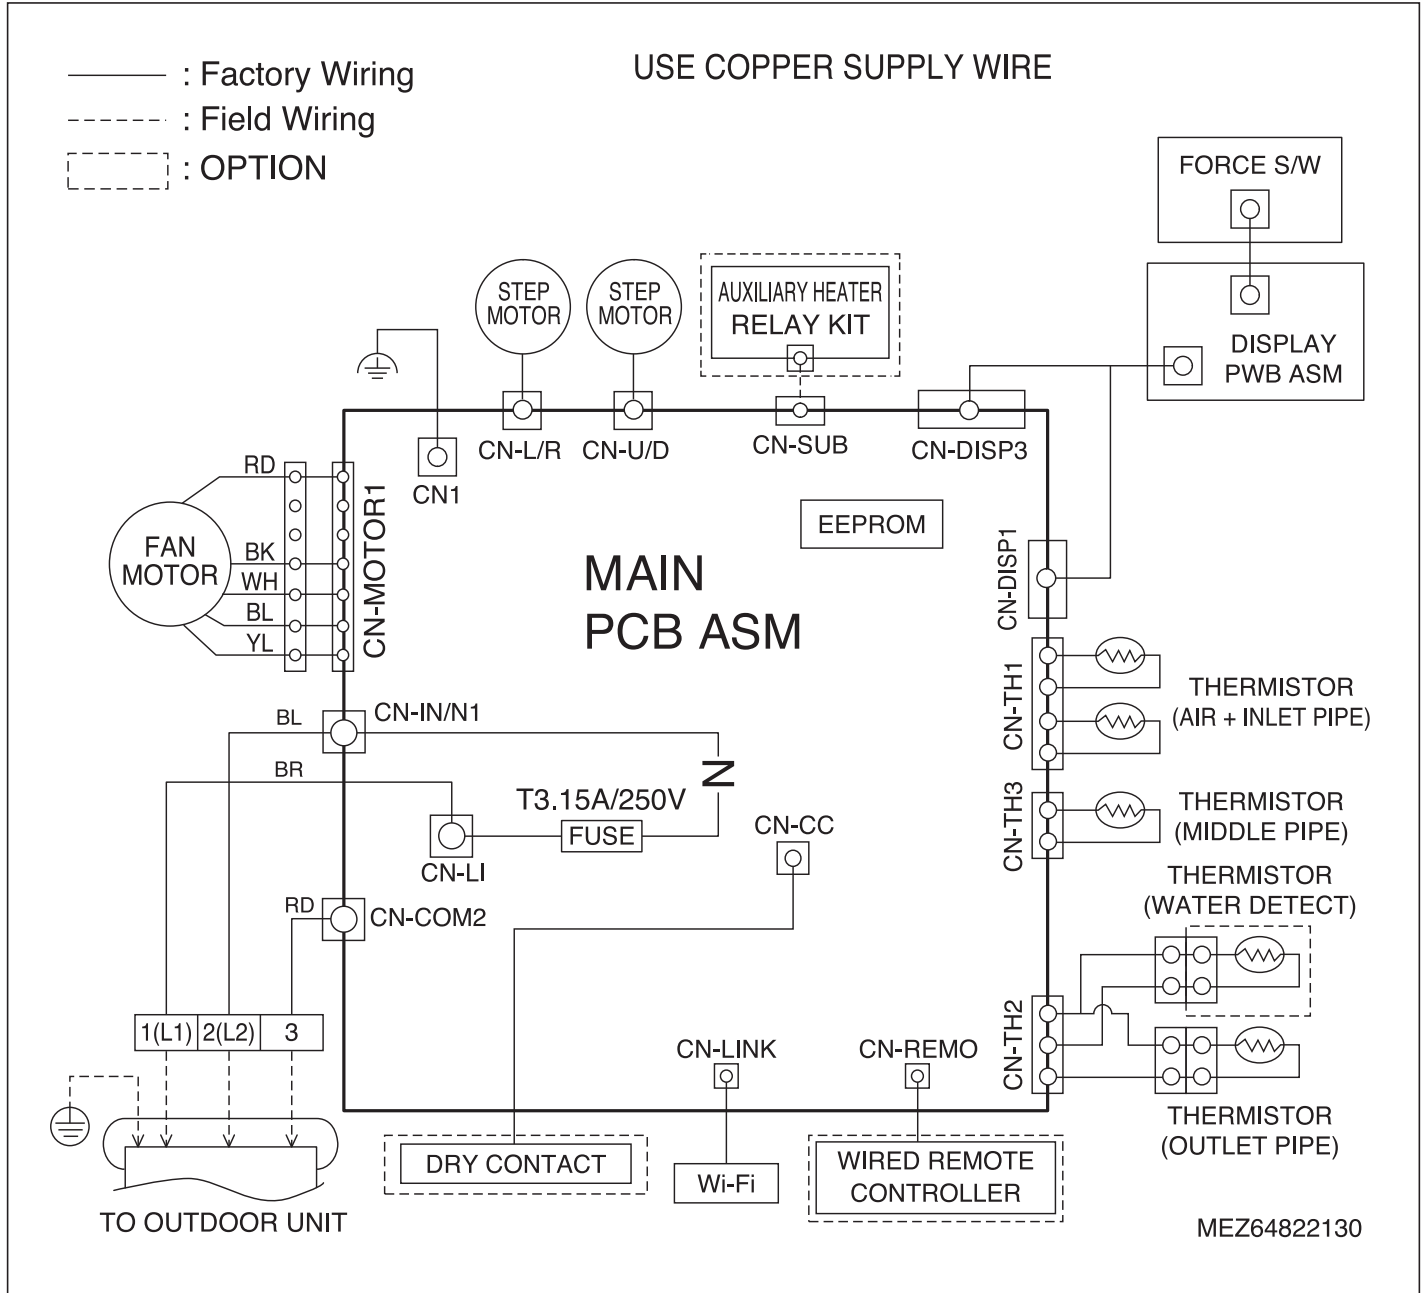 : Factory Wiring
: Field Wiring
: OPTION
USE COPPER SUPPLY WIRE
FORCE S/W
DISPLAY
PWB ASM
STEP
MOTOR
STEP
MOTOR
AUXILIARY HEATER
RELAY KIT
CN-L/R
CN-U/D
CN-SUB
CN-DISP3
CN1
RD
FAN
MOTOR
BK
WH
BL
YL
CN-MOTOR1
EEPROM
MAIN
PCB ASM
CN-DISP1
CN-TH1
THERMISTOR
(AIR + INLET PIPE)
CN-IN/N1
BL
BR
N
T3.15A/250V
FUSE
CN-LI
CN-CC
CN-TH3
THERMISTOR
(MIDDLE PIPE)
THERMISTOR
(WATER DETECT)
RD
CN-COM2
1(L1)
2(L2)
3
CN-LINK
CN-REMO
CN-TH2
THERMISTOR
(OUTLET PIPE)
DRY CONTACT
Wi-Fi
WIRED REMOTE
CONTROLLER
TO OUTDOOR UNIT
MEZ64822130